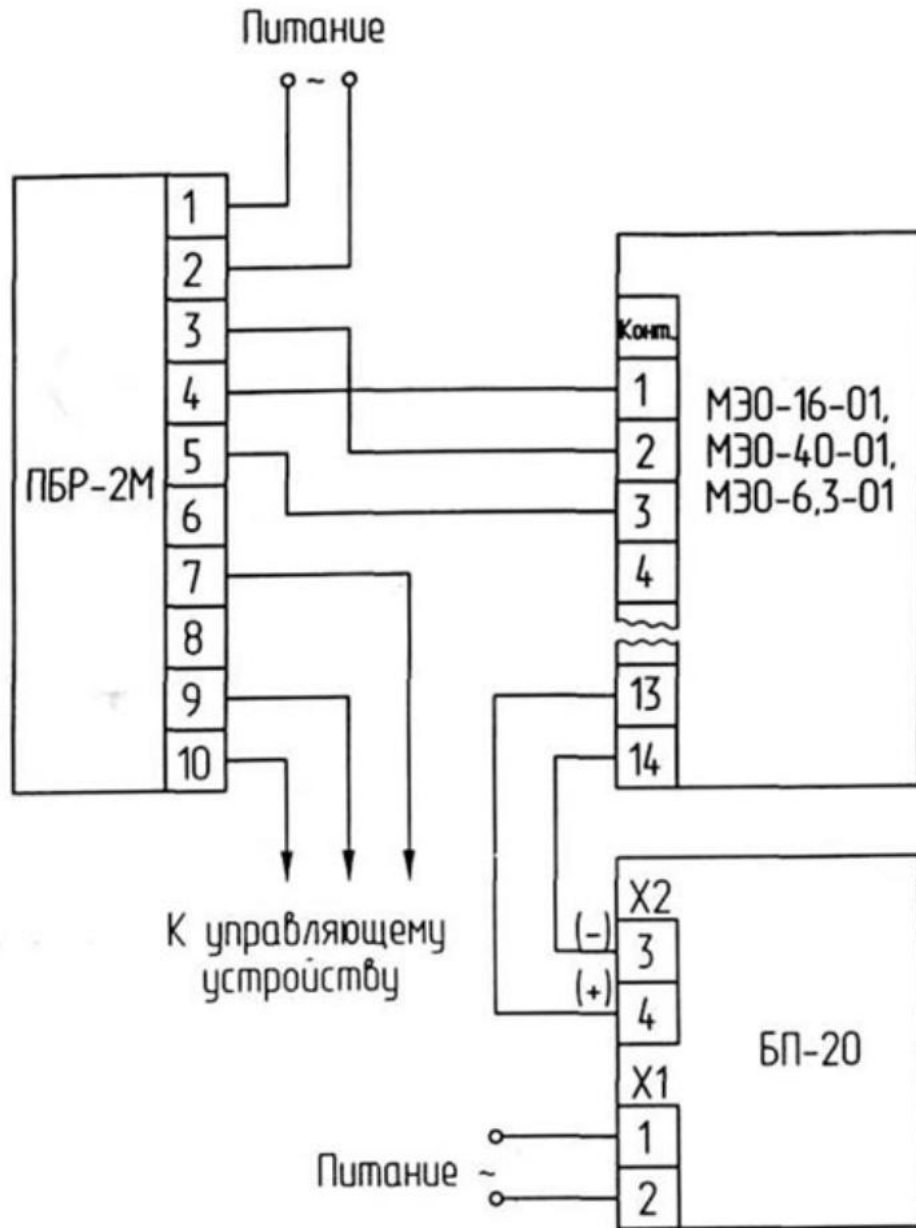 Питание
~
1
2
3
4
5
6
7
8
9
10
ПБР-2М
К управляющему
устройству
Конт.
1
2
3
4
13
14
МЭО-16-01,
МЭО-40-01,
МЭО-6,3-01
X2
(-)
3
(+)
4
БП-20
X1
1
2
Питание ~